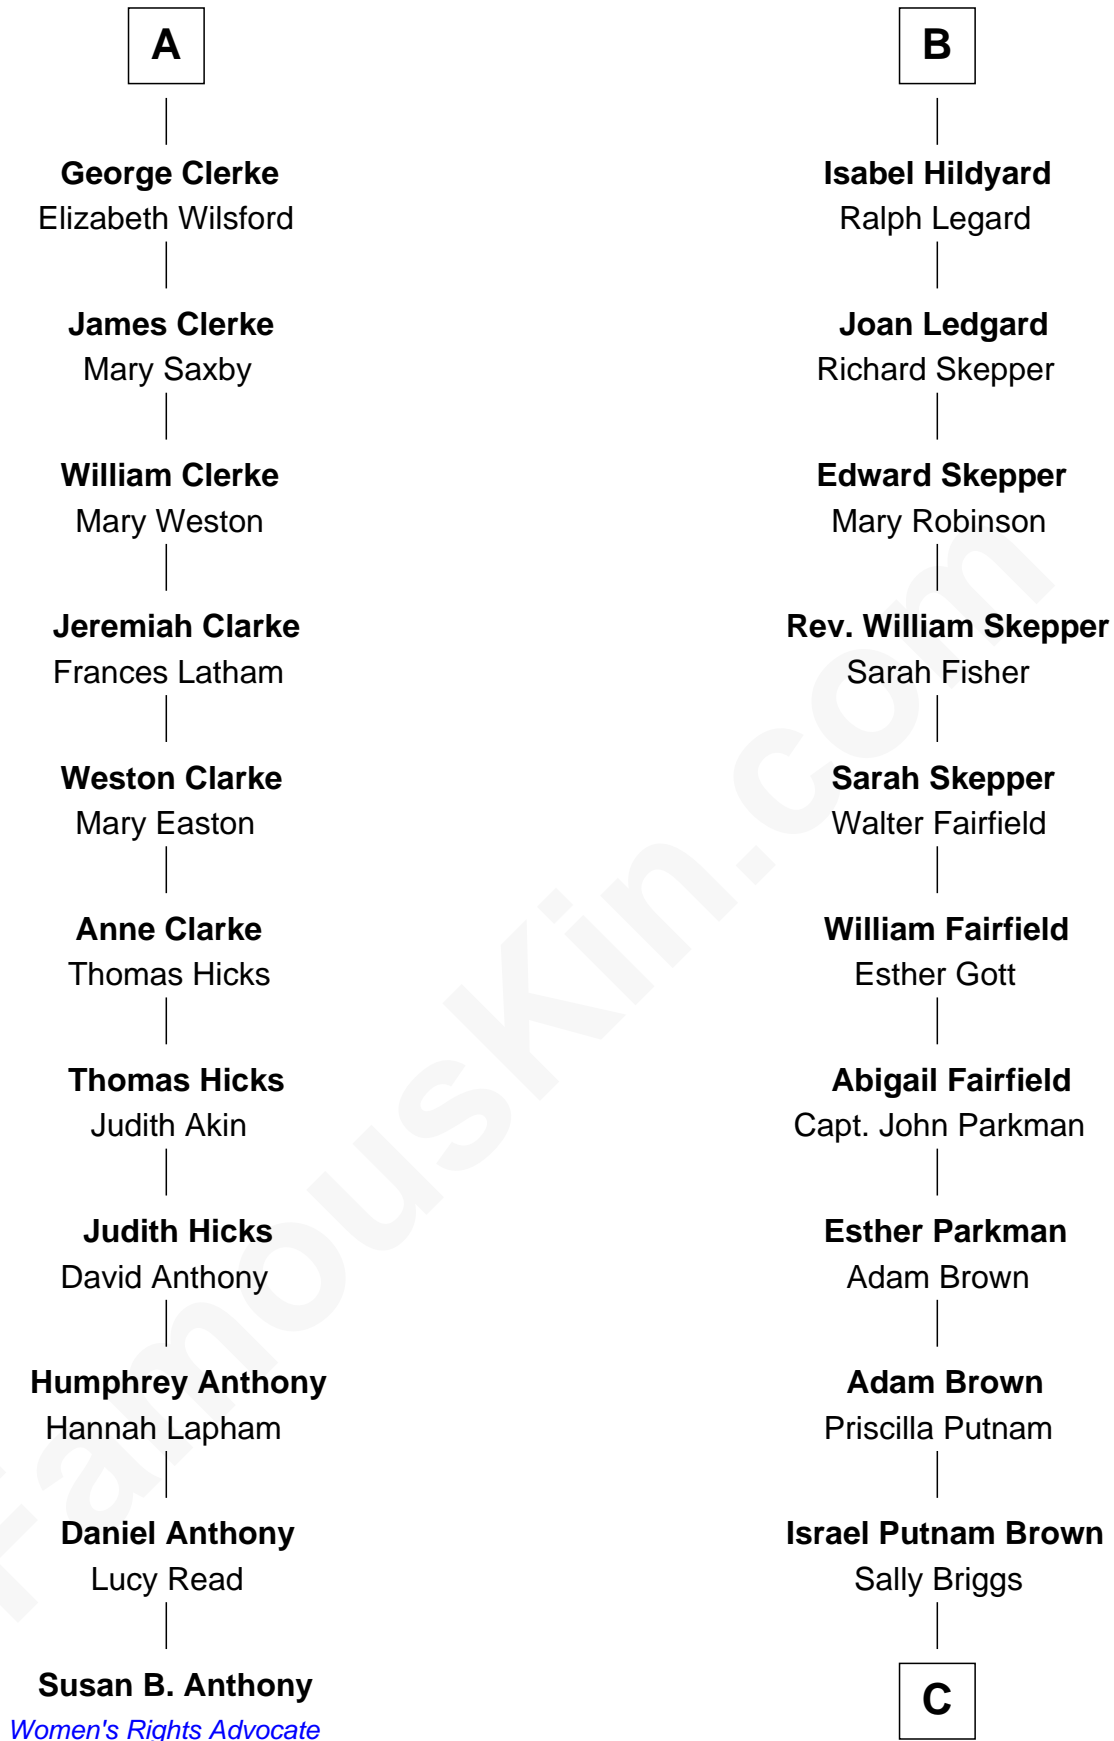 A
George Clerke
Elizabeth Wilsford
James Clerke
Mary Saxby
William Clerke
Mary Weston
Jeremiah Clarke
Frances Latham
Weston Clarke
Mary Easton
Anne Clarke
Thomas Hicks
Thomas Hicks
Judith Akin
Judith Hicks
David Anthony
Humphrey Anthony
Hannah Lapham
Daniel Anthony
Lucy Read
Susan B. Anthony
Women's Rights Advocate
B
Isabel Hildyard
Ralph Legard
Joan Ledgard
Richard Skepper
Edward Skepper
Mary Robinson
Rev. William Skepper
Sarah Fisher
Sarah Skepper
Walter Fairfield
William Fairfield
Esther Gott
Abigail Fairfield
Capt. John Parkman
Esther Parkman
Adam Brown
Adam Brown
Priscilla Putnam
Israel Putnam Brown
Sally Briggs
C
FamousKin.com